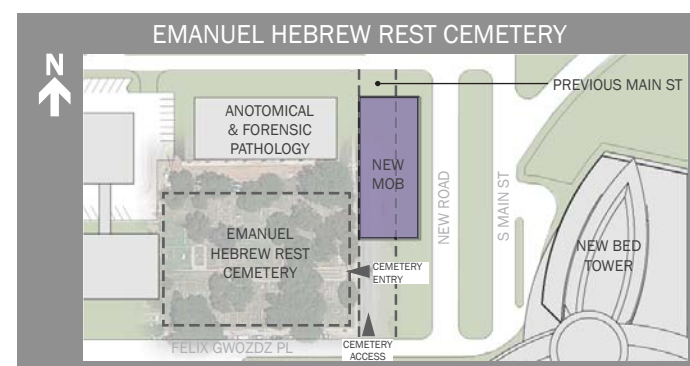 EMANUEL HEBREW REST CEMETERY
N
PREVIOUS MAIN ST
ANOTOMICAL
& FORENSIC
PATHOLOGY
NEW
MOB
NEW ROAD
S MAIN ST
EMANUEL
HEBREW REST
CEMETERY
NEW BED
TOWER
CEMETERY
ENTRY
FELIX GWOZDZ PL
CEMETERY
ACCESS